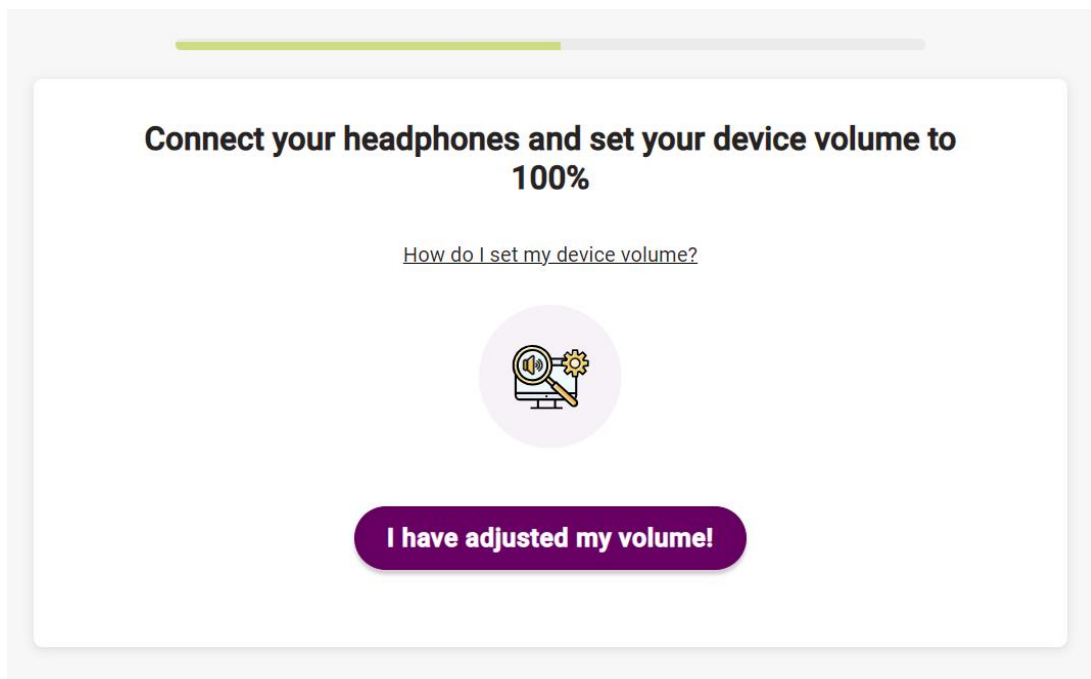 Connect your headphones and set your device volume to
100%
How do I set my device volume?
I have adjusted my volume!